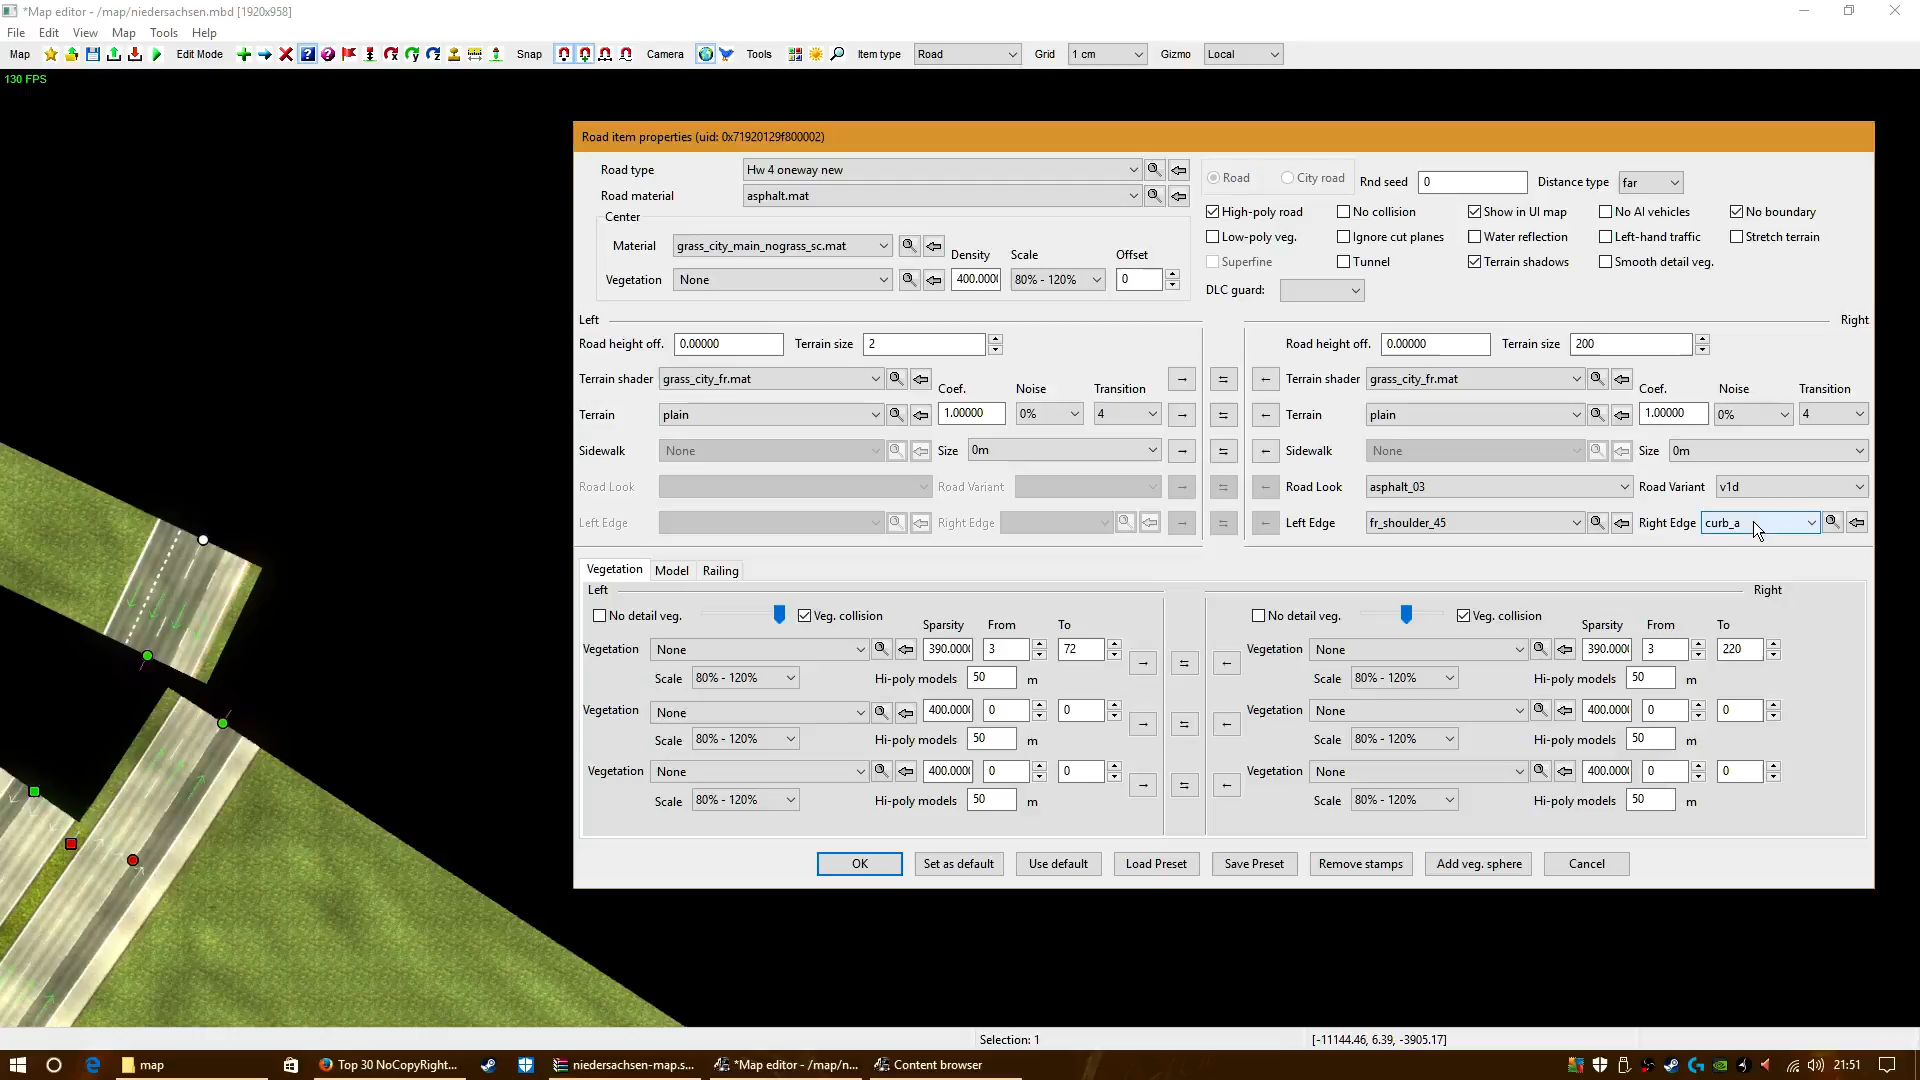 *Map editor - /map/niedersachsen.mbd [1920x958]
File Edit View Map Tools Help
Map Edit Mode Snap Camera Tools Item type Road Grid 1 cm Gizmo Local
130 FPS
Road item properties (uid: 0x71920129f800002)
Road type Hw 4 oneway new
Road material asphalt.mat
Road City road Rnd seed 0 Distance type far
Center
Material grass_city_main_nograss_sc.mat
Density Scale Offset
Vegetation None 400.000 80% - 120% 0
High-poly road No collision Show in UI map No AI vehicles No boundary
Low-poly veg. Ignore cut planes Water reflection Left-hand traffic Stretch terrain
Superfine Tunnel Terrain shadows Smooth detail veg.
DLC guard:
Left Right
Road height off. 0.00000 Terrain size 2 Road height off. 0.00000 Terrain size 200
Terrain shader grass_city_fr.mat Coef. Noise Transition Terrain shader grass_city_fr.mat Coef. Noise Transition
Terrain plain 1.00000 0% 4 Terrain plain 1.00000 0% 4
Sidewalk None Size 0m Sidewalk None Size 0m
Road Look Road Variant Road Look asphalt_03 Road Variant v1d
Left Edge Right Edge Left Edge fr_shoulder_45 Right Edge curb_a
Vegetation Model Railing
Left Right
No detail veg. Veg. collision Sparsity From To No detail veg. Veg. collision Sparsity From To
Vegetation None 390.000 3 72 Vegetation None 390.000 3 220
Scale 80% - 120% Hi-poly models 50 m Scale 80% - 120% Hi-poly models 50 m
Vegetation None 400.000 0 0 Vegetation None 400.000 0 0
Scale 80% - 120% Hi-poly models 50 m Scale 80% - 120% Hi-poly models 50 m
Vegetation None 400.000 0 0 Vegetation None 400.000 0 0
Scale 80% - 120% Hi-poly models 50 m Scale 80% - 120% Hi-poly models 50 m
OK Set as default Use default Load Preset Save Preset Remove stamps Add veg. sphere Cancel
Selection: 1 [-11144.46, 6.39, -3905.17]
map Top 30 NoCopyRight... niedersachsen-map.s... *Map editor - /map/n... Content browser 21:51